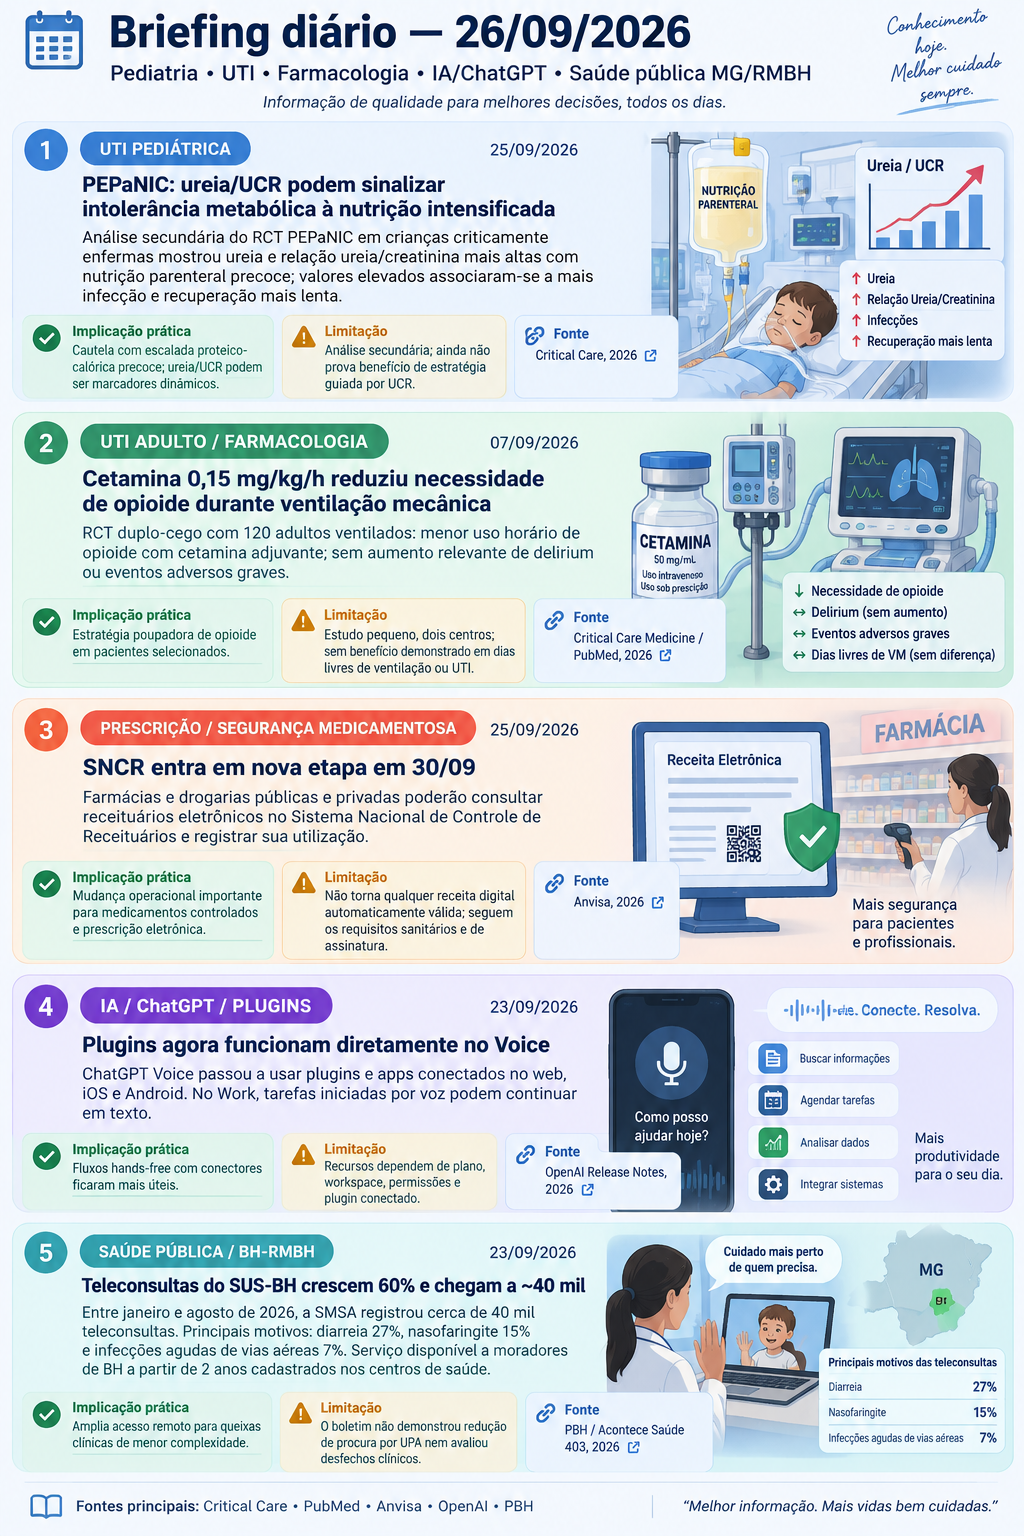 Briefing diário — 26/09/2026
Pediatria • UTI • Farmacologia • IA/ChatGPT • Saúde pública MG/RMBH
Informação de qualidade para melhores decisões, todos os dias.
Conhecimento
hoje.
Melhor cuidado
sempre.
1
UTI PEDIÁTRICA
25/09/2026
PEPaNIC: ureia/UCR podem sinalizar
intolerância metabólica à nutrição intensificada
Análise secundária do RCT PEPaNIC em crianças criticamente
enfermas mostrou ureia e relação ureia/creatinina mais altas com
nutrição parenteral precoce; valores elevados associaram-se a mais
infecção e recuperação mais lenta.
Implicação prática
Cautela com escalada proteico-
calórica precoce; ureia/UCR podem
ser marcadores dinâmicos.
Limitação
Análise secundária; ainda não
prova benefício de estratégia
guiada por UCR.
Fonte
Critical Care, 2026
NUTRIÇÃO
PARENTERAL
Ureia / UCR
↑ Ureia
↑ Relação Ureia/Creatinina
↑ Infecções
↑ Recuperação mais lenta
2
UTI ADULTO / FARMACOLOGIA
07/09/2026
Cetamina 0,15 mg/kg/h reduziu necessidade
de opioide durante ventilação mecânica
RCT duplo-cego com 120 adultos ventilados: menor uso horário de
opioide com cetamina adjuvante; sem aumento relevante de delirium
ou eventos adversos graves.
Implicação prática
Estratégia poupadora de opioide
em pacientes selecionados.
Limitação
Estudo pequeno, dois centros;
sem benefício demonstrado em dias
livres de ventilação ou UTI.
Fonte
Critical Care Medicine /
PubMed, 2026
CETAMINA
50 mg/mL
Uso intravenoso
Uso sob prescição
↓ Necessidade de opioide
↔ Delirium (sem aumento)
↔ Eventos adversos graves
↔ Dias livres de VM (sem diferença)
3
PRESCRIÇÃO / SEGURANÇA MEDICAMENTOSA
25/09/2026
SNCR entra em nova etapa em 30/09
Farmácias e drogarias públicas e privadas poderão consultar
receituários eletrônicos no Sistema Nacional de Controle de
Receituários e registrar sua utilização.
Implicação prática
Mudança operacional importante
para medicamentos controlados
e prescrição eletrônica.
Limitação
Não torna qualquer receita digital
automaticamente válida; seguem
os requisitos sanitários e de
assinatura.
Fonte
Anvisa, 2026
Receita Eletrônica
FARMÁCIA
Mais segurança
para pacientes
e profissionais.
4
IA / ChatGPT / PLUGINS
23/09/2026
Plugins agora funcionam diretamente no Voice
ChatGPT Voice passou a usar plugins e apps conectados no web,
iOS e Android. No Work, tarefas iniciadas por voz podem continuar
em texto.
Implicação prática
Fluxos hands-free com conectores
ficaram mais úteis.
Limitação
Recursos dependem de plano,
workspace, permissões e
plugin conectado.
Fonte
OpenAI Release Notes,
2026
Como posso
ajudar hoje?
Conecte. Resolva.
Buscar informações
Agendar tarefas
Analisar dados
Integrar sistemas
Mais
produtividade
para o seu dia.
5
SAÚDE PÚBLICA / BH-RMBH
23/09/2026
Teleconsultas do SUS-BH crescem 60% e chegam a ~40 mil
Entre janeiro e agosto de 2026, a SMSA registrou cerca de 40 mil
teleconsultas. Principais motivos: diarreia 27%, nasofaringite 15%
e infecções agudas de vias aéreas 7%. Serviço disponível a moradores
de BH a partir de 2 anos cadastrados nos centros de saúde.
Implicação prática
Amplia acesso remoto para queixas
clínicas de menor complexidade.
Limitação
O boletim não demonstrou redução
de procura por UPA nem avaliou
desfechos clínicos.
Fonte
PBH / Acontece Saúde
403, 2026
Cuidado mais perto
de quem precisa.
MG
Principais motivos das teleconsultas
Diarreia 27%
Nasofaringite 15%
Infecções agudas de vias aéreas 7%
Fontes principais: Critical Care • PubMed • Anvisa • OpenAI • PBH
“Melhor informação. Mais vidas bem cuidadas.”